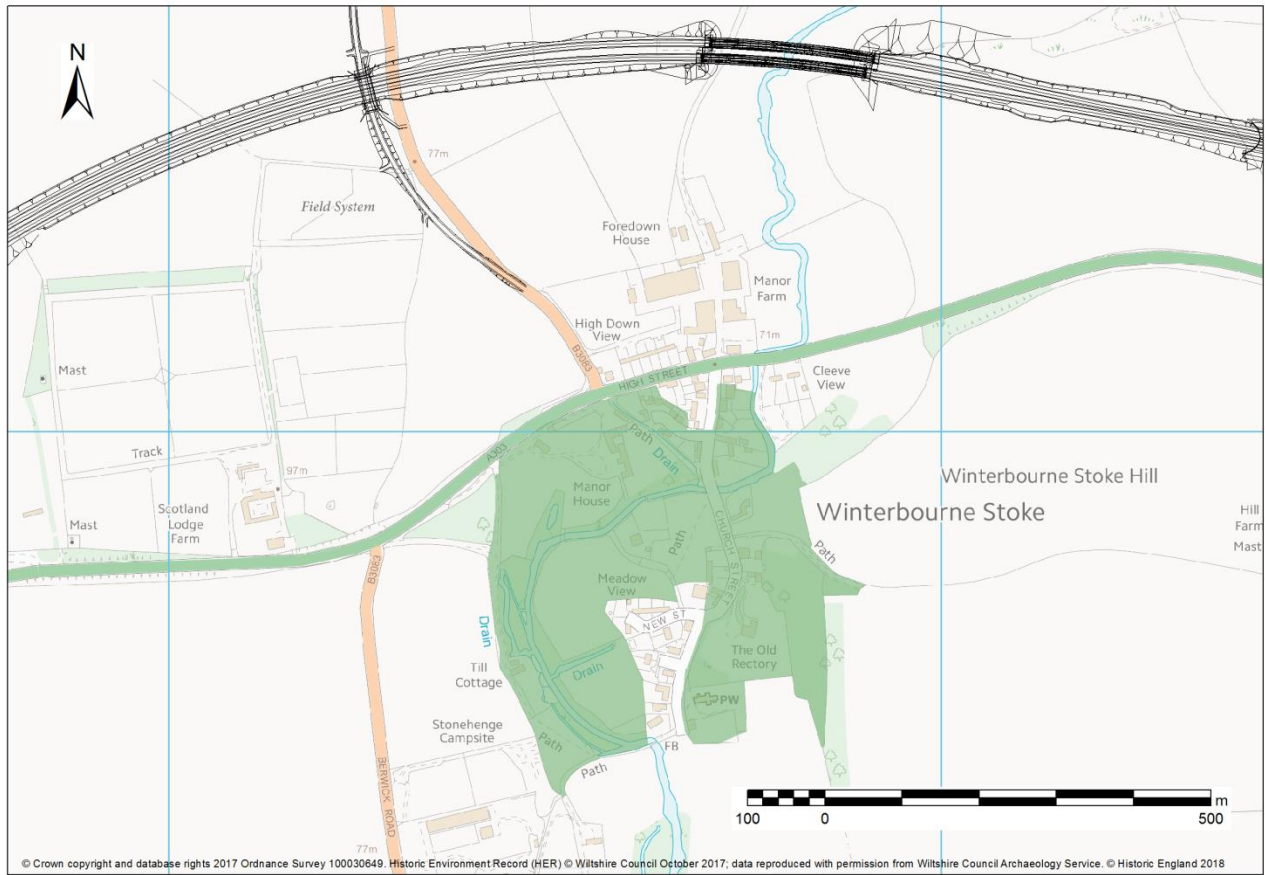 N
77m
Field System
Foredown
House
Manor
Farm
High Down
View
71m
B3083
HIGH STREET
Cleeve
View
Mast
Track
A303
Path
Drain
97m
Manor
House
Winterbourne Stoke Hill
Winterbourne Stoke
Scotland
Lodge
Farm
Mast
Hill
Farm
Mast
B3083
CHURCH STREET
Path
Path
Meadow
View
NEW ST
Drain
The Old
Rectory
Till
Cottage
Drain
PW
Stonehenge
Campsite
Path
FB
Path
BERWICK ROAD
77m
100 0 500 m
© Crown copyright and database rights 2017 Ordnance Survey 100030649. Historic Environment Record (HER) © Wiltshire Council October 2017; data reproduced with permission from Wiltshire Council Archaeology Service. © Historic England 2018